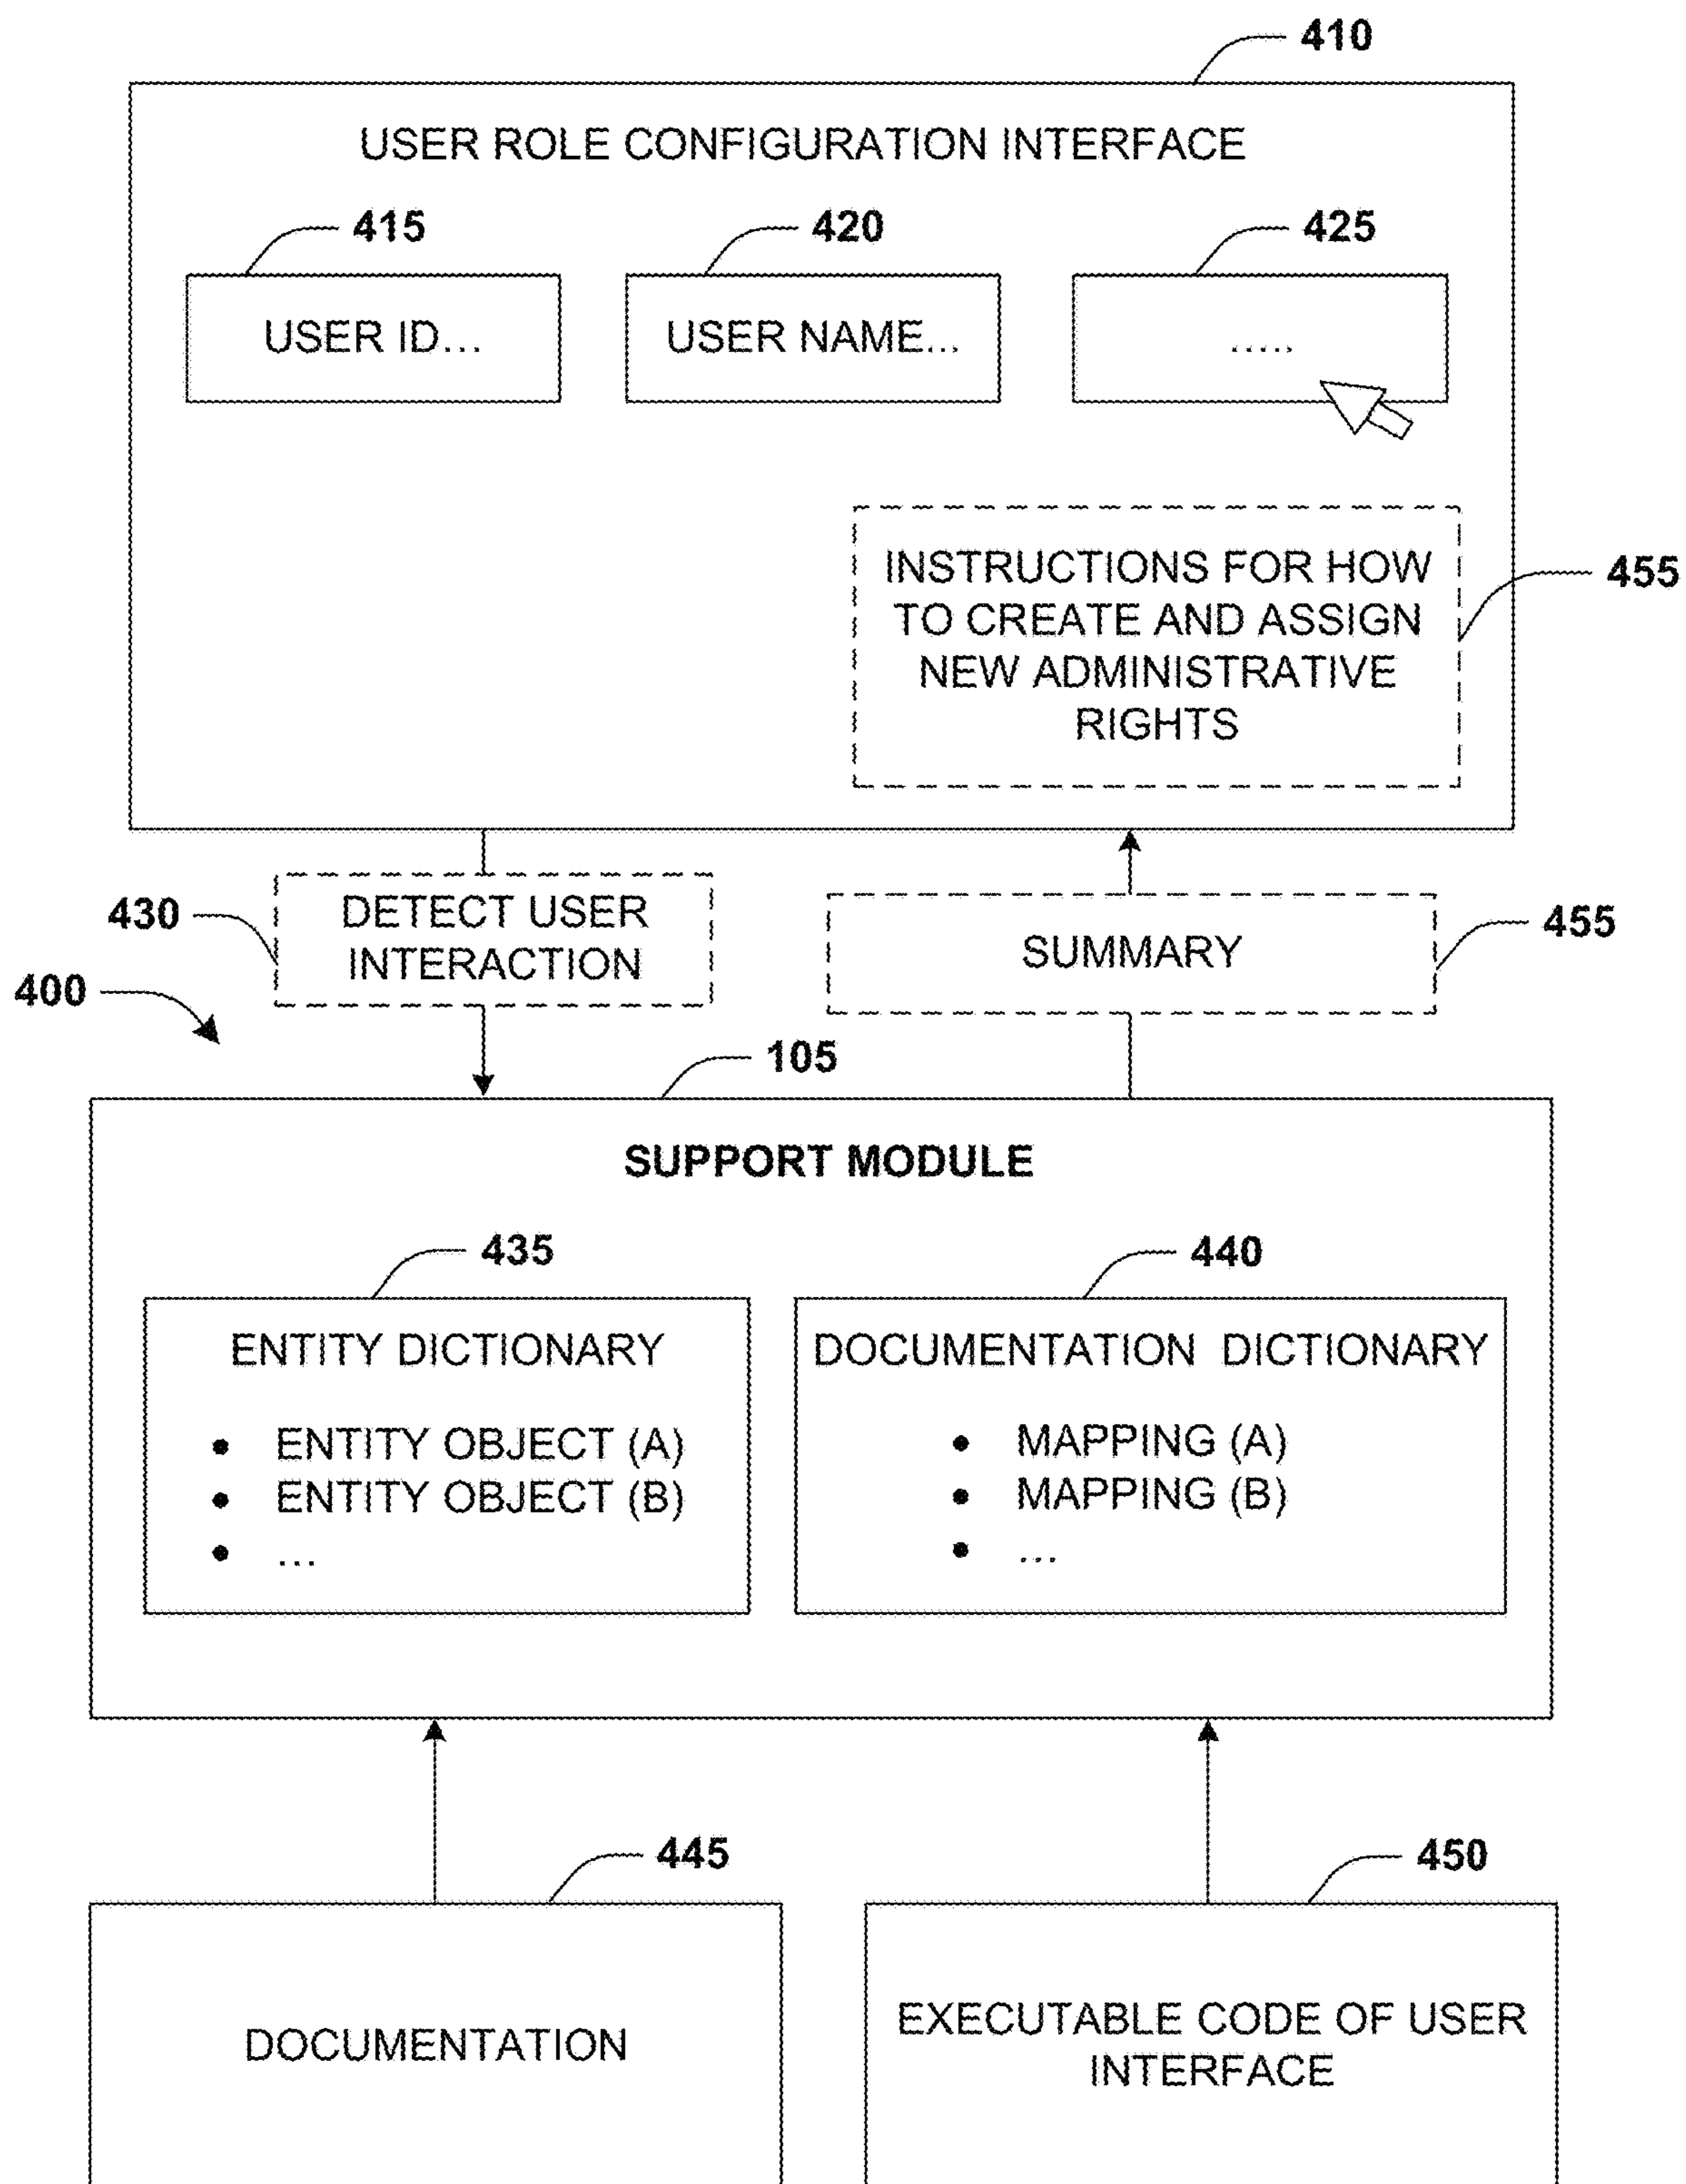 410
USER ROLE CONFIGURATION INTERFACE
415
420
425
USER ID...
USER NAME...
.....
INSTRUCTIONS FOR HOW
TO CREATE AND ASSIGN
NEW ADMINISTRATIVE
RIGHTS
455
430
DETECT USER
INTERACTION
SUMMARY
455
400
105
SUPPORT MODULE
435
440
ENTITY DICTIONARY
• ENTITY OBJECT (A)
• ENTITY OBJECT (B)
• ...
DOCUMENTATION DICTIONARY
• MAPPING (A)
• MAPPING (B)
• ...
445
450
DOCUMENTATION
EXECUTABLE CODE OF USER
INTERFACE